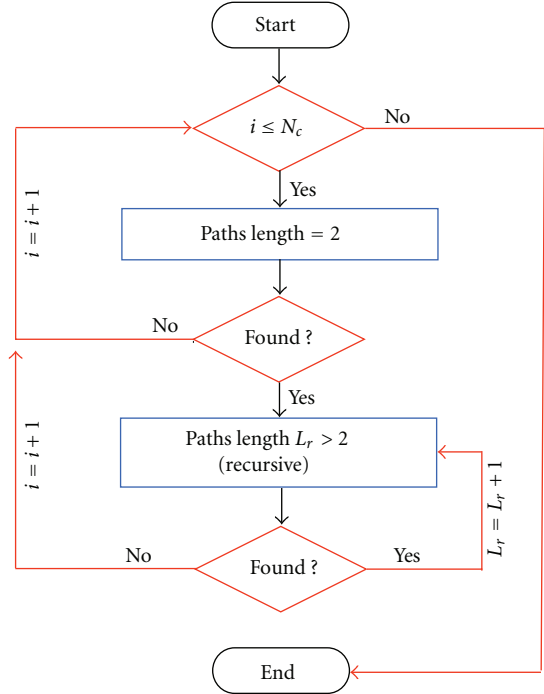 Start
i ≤ N_c
No
Yes
i = i + 1
Paths length = 2
No
Found ?
Yes
i = i + 1
Paths length L_r > 2
(recursive)
L_r = L_r + 1
No
Found ?
Yes
End